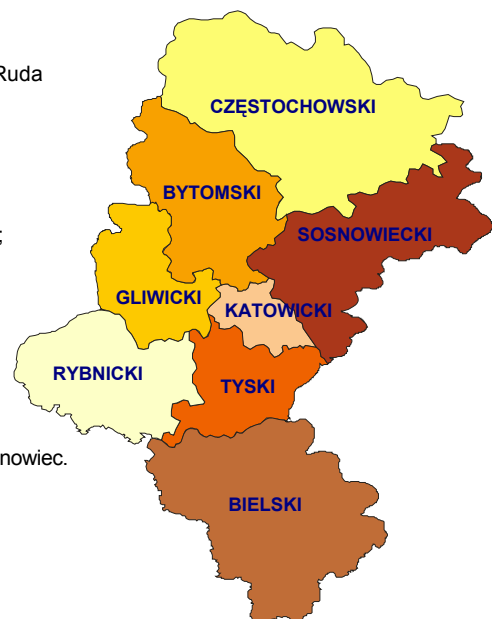 Ruda
CZĘSTOCHOWSKI
BYTOMSKI
;
SOSNOWIECKI
GLIWICKI
KATOWICKI
RYBNICKI
TYSKI
nowiec.
BIELSKI